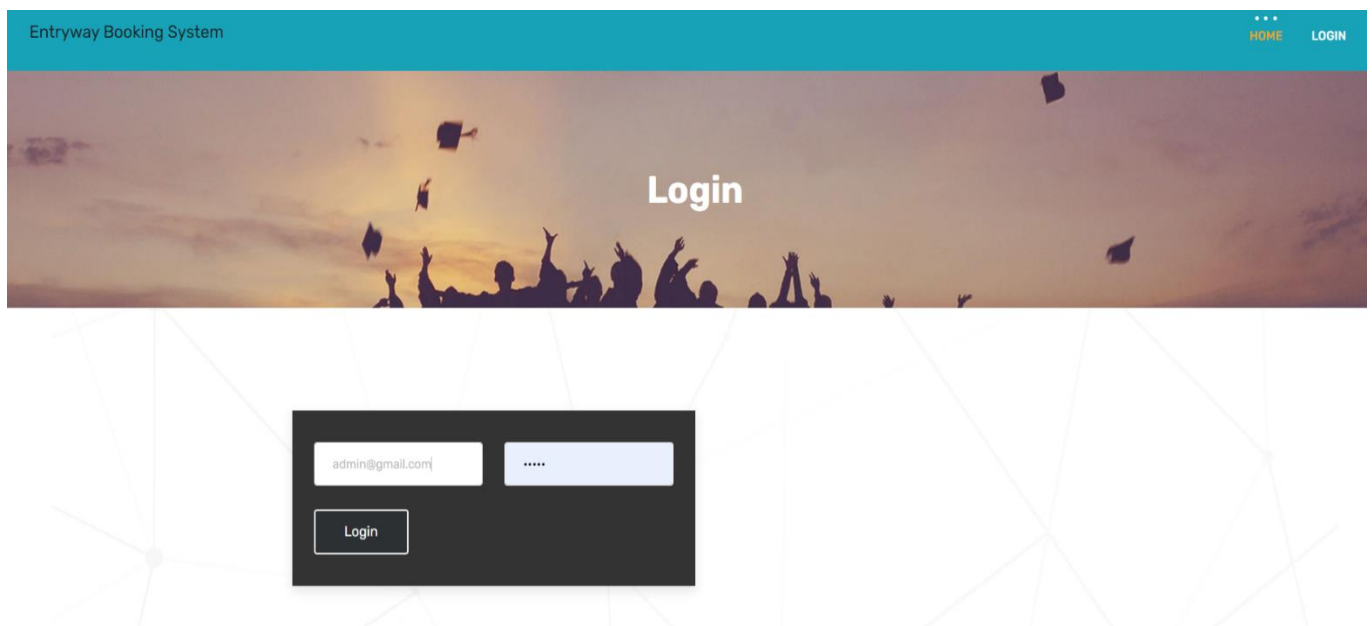 Entryway Booking System
HOME LOGIN
Login
admin@gmail.com
•••••
Login